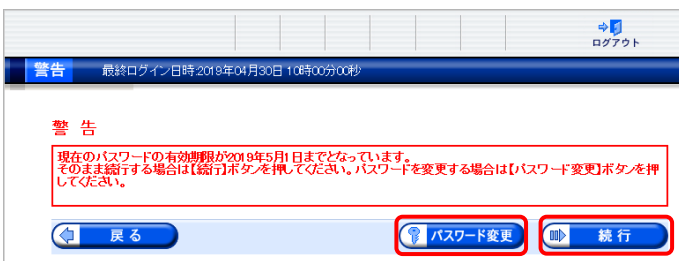 ログアウト
警告 最終ログイン日時:2019年04月30日 10時00分00秒
警 告
現在のパスワードの有効期限が2019年5月1日までとなっています。
そのまま続行する場合は【続行】ボタンを押してください。パスワードを変更する場合は【パスワード変更】ボタンを押
してください。
戻 る パスワード変更 続 行